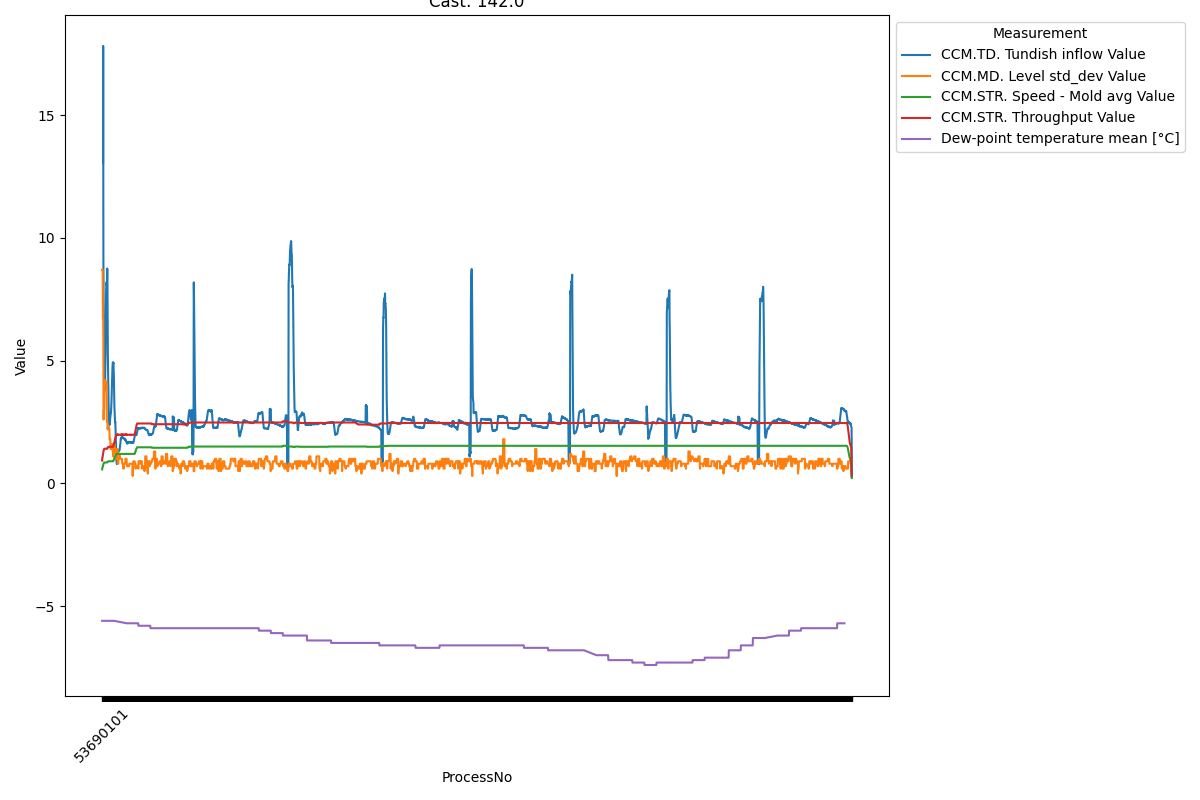 Cast: 142.0
Measurement
CCM.TD. Tundish inflow Value
CCM.MD. Level std_dev Value
CCM.STR. Speed - Mold avg Value
CCM.STR. Throughput Value
Dew-point temperature mean [°C]
15
10
5
0
−5
Value
53690101
ProcessNo